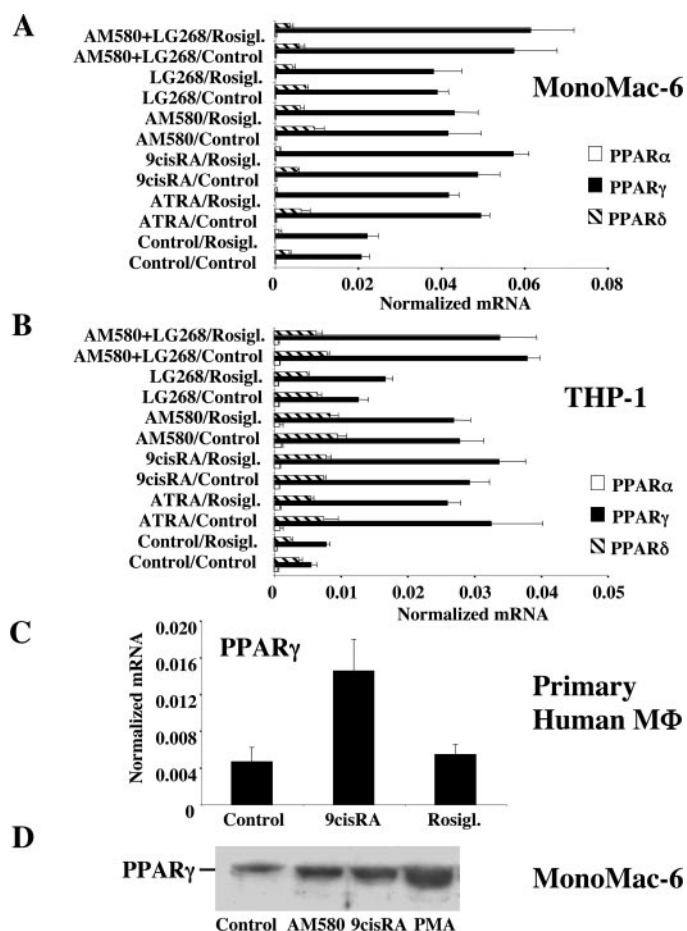 A
AM580+LG268/Rosigl.
AM580+LG268/Control
LG268/Rosigl.
LG268/Control
AM580/Rosigl.
AM580/Control
9cisRA/Rosigl.
9cisRA/Control
ATRA/Rosigl.
ATRA/Control
Control/Rosigl.
Control/Control
MonoMac-6
PPARα
PPARγ
PPARδ
0 0.02 0.04 0.06 0.08
Normalized mRNA
B
AM580+LG268/Rosigl.
AM580+LG268/Control
LG268/Rosigl.
LG268/Control
AM580/Rosigl.
AM580/Control
9cisRA/Rosigl.
9cisRA/Control
ATRA/Rosigl.
ATRA/Control
Control/Rosigl.
Control/Control
THP-1
PPARα
PPARγ
PPARδ
0 0.01 0.02 0.03 0.04 0.05
Normalized mRNA
C
Normalized mRNA
0.020
0.016
0.012
0.008
0.004
0
PPARγ
Control 9cisRA Rosigl.
Primary
Human MΦ
D
PPARγ
Control AM580 9cisRA PMA
MonoMac-6